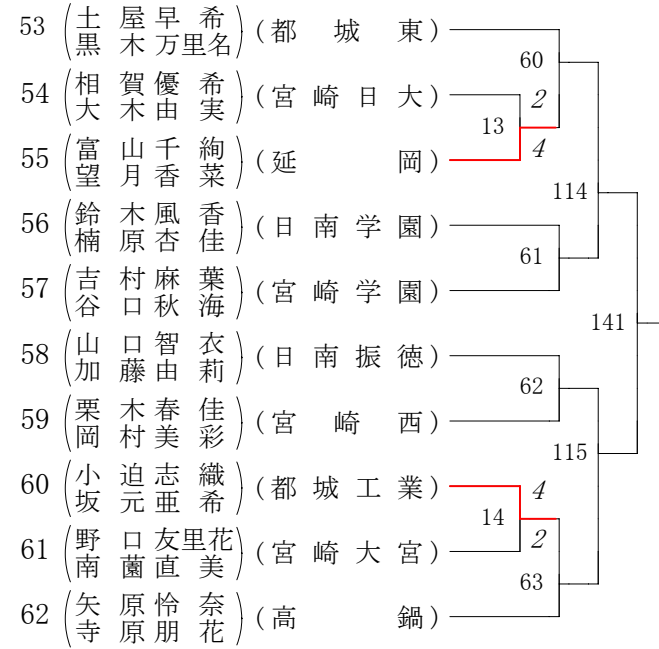 53 土屋早希 黒木万里名 (都城東)
60
54 相賀優希 大木由実 (宮崎日大)
2
13
4
55 富山千絢 望月香菜 (延岡)
114
56 鈴木風香 楠原杏佳 (日南学園)
61
57 吉村麻葉 谷口秋海 (宮崎学園)
141
58 山口智衣 加藤由莉 (日南振徳)
62
59 栗木春佳 岡村美彩 (宮崎西)
115
60 小迫志織 坂元亜希 (都城工業)
4
14
2
61 野口友里花 南薗直美 (宮崎大宮)
63
62 矢原怜奈 寺原朋花 (高鍋)